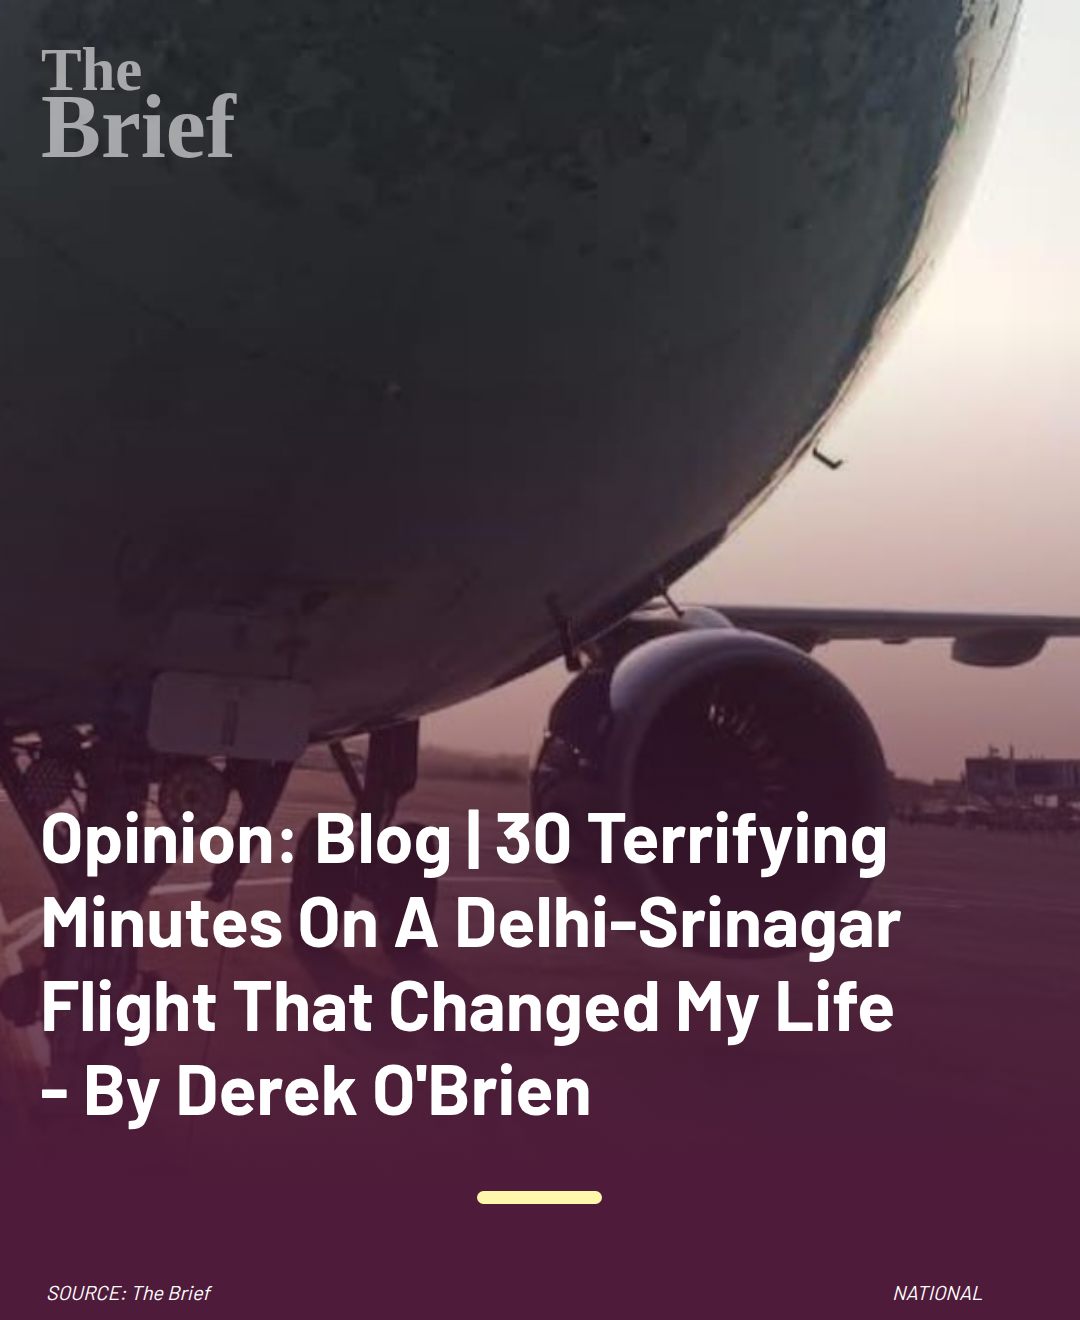 The
Brief
Opinion: Blog | 30 Terrifying
Minutes On A Delhi-Srinagar
Flight That Changed My Life
- By Derek O'Brien
SOURCE: The Brief
NATIONAL